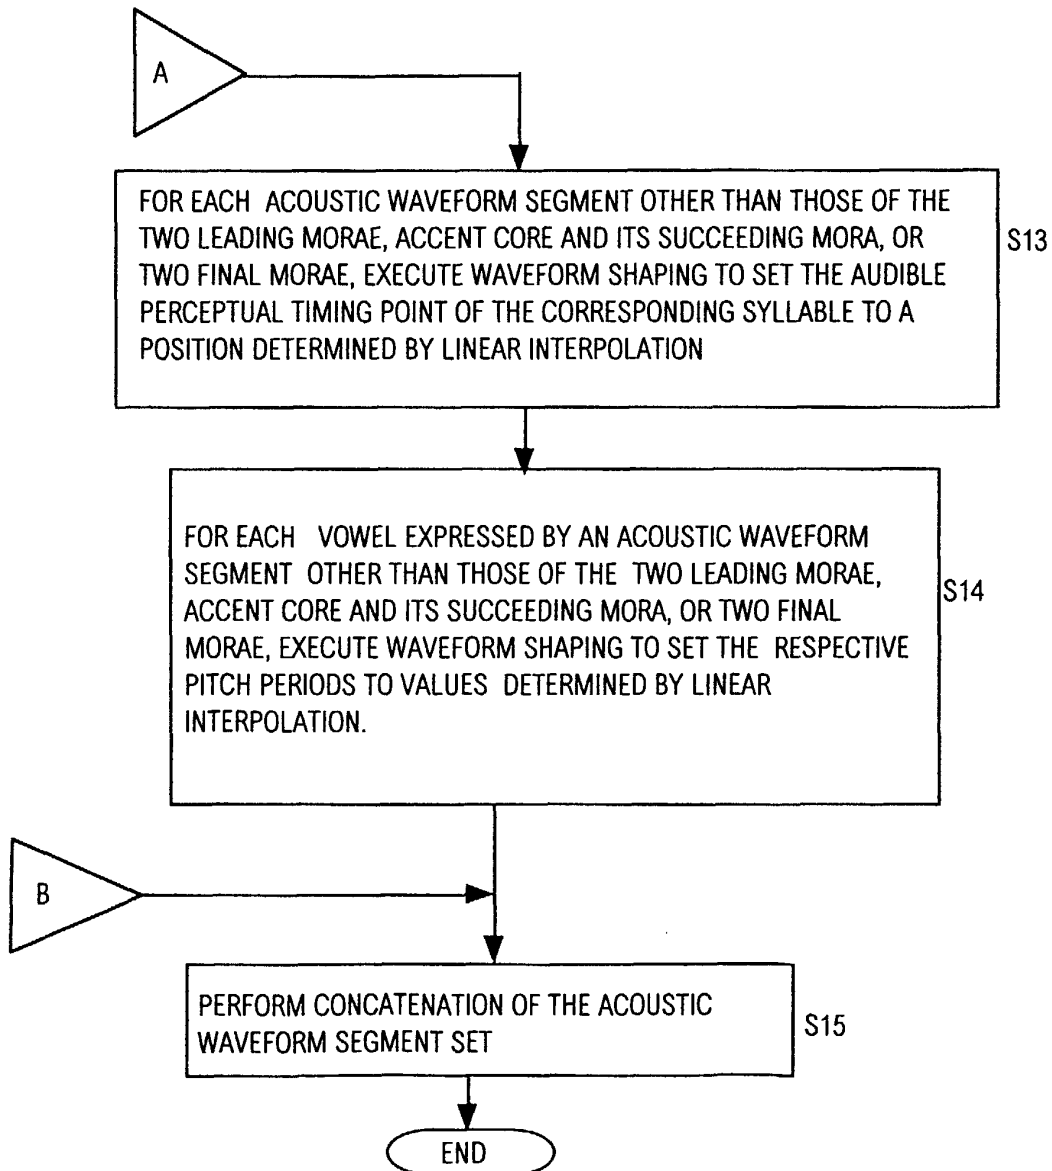 A
FOR EACH ACOUSTIC WAVEFORM SEGMENT OTHER THAN THOSE OF THE
TWO LEADING MORAE, ACCENT CORE AND ITS SUCCEEDING MORA, OR
TWO FINAL MORAE, EXECUTE WAVEFORM SHAPING TO SET THE AUDIBLE
PERCEPTUAL TIMING POINT OF THE CORRESPONDING SYLLABLE TO A
POSITION DETERMINED BY LINEAR INTERPOLATION
S13
FOR EACH VOWEL EXPRESSED BY AN ACOUSTIC WAVEFORM
SEGMENT OTHER THAN THOSE OF THE TWO LEADING MORAE,
ACCENT CORE AND ITS SUCCEEDING MORA, OR TWO FINAL
MORAE, EXECUTE WAVEFORM SHAPING TO SET THE RESPECTIVE
PITCH PERIODS TO VALUES DETERMINED BY LINEAR
INTERPOLATION.
S14
B
PERFORM CONCATENATION OF THE ACOUSTIC
WAVEFORM SEGMENT SET
S15
END